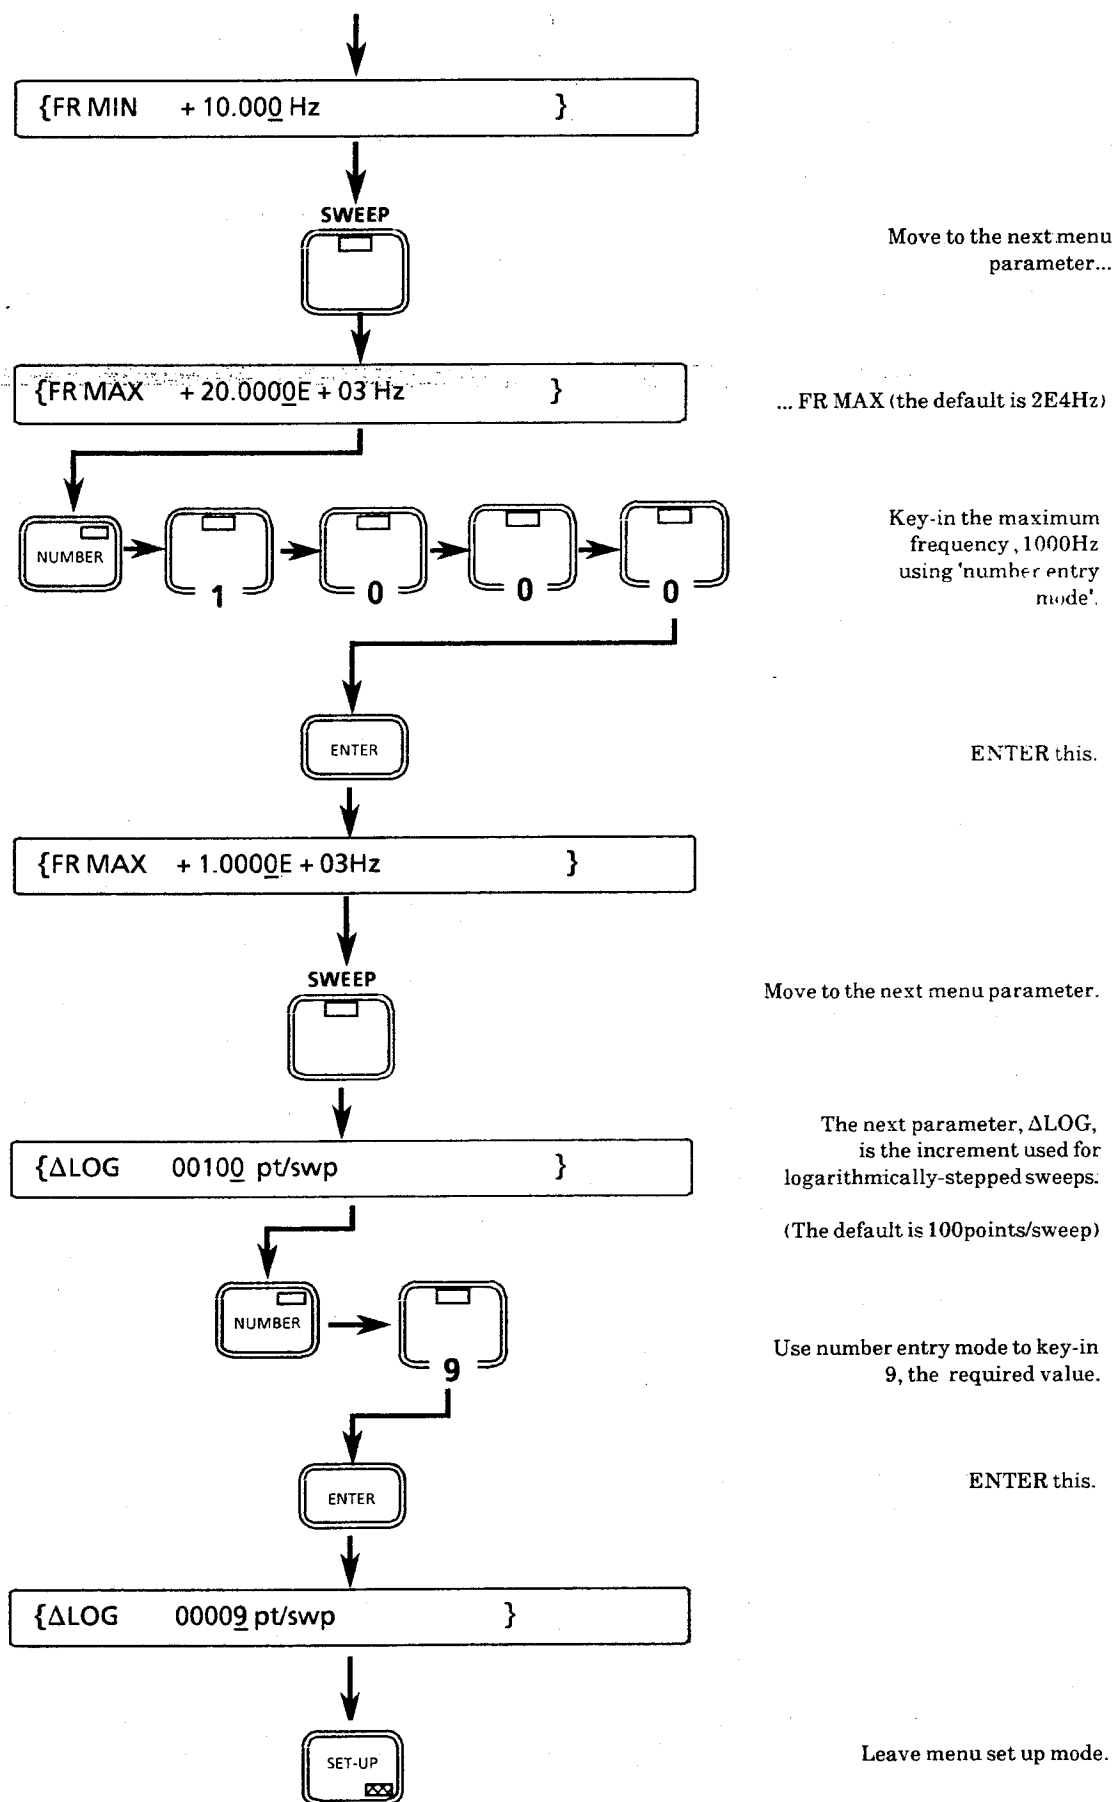 {FR MIN + 10.000 Hz }
SWEEP
Move to the next menu
parameter...
{FR MAX + 20.0000E + 03 Hz }
... FR MAX (the default is 2E4Hz)
NUMBER
1
0
0
0
Key-in the maximum
frequency, 1000Hz
using 'number entry
mode'.
ENTER
ENTER this.
{FR MAX + 1.0000E + 03Hz }
SWEEP
Move to the next menu parameter.
The next parameter, ΔLOG,
is the increment used for
logarithmically-stepped sweeps.
{ΔLOG 00100 pt/swp }
(The default is 100points/sweep)
NUMBER
9
Use number entry mode to key-in
9, the required value.
ENTER
ENTER this.
{ΔLOG 00009 pt/swp }
SET-UP
Leave menu set up mode.